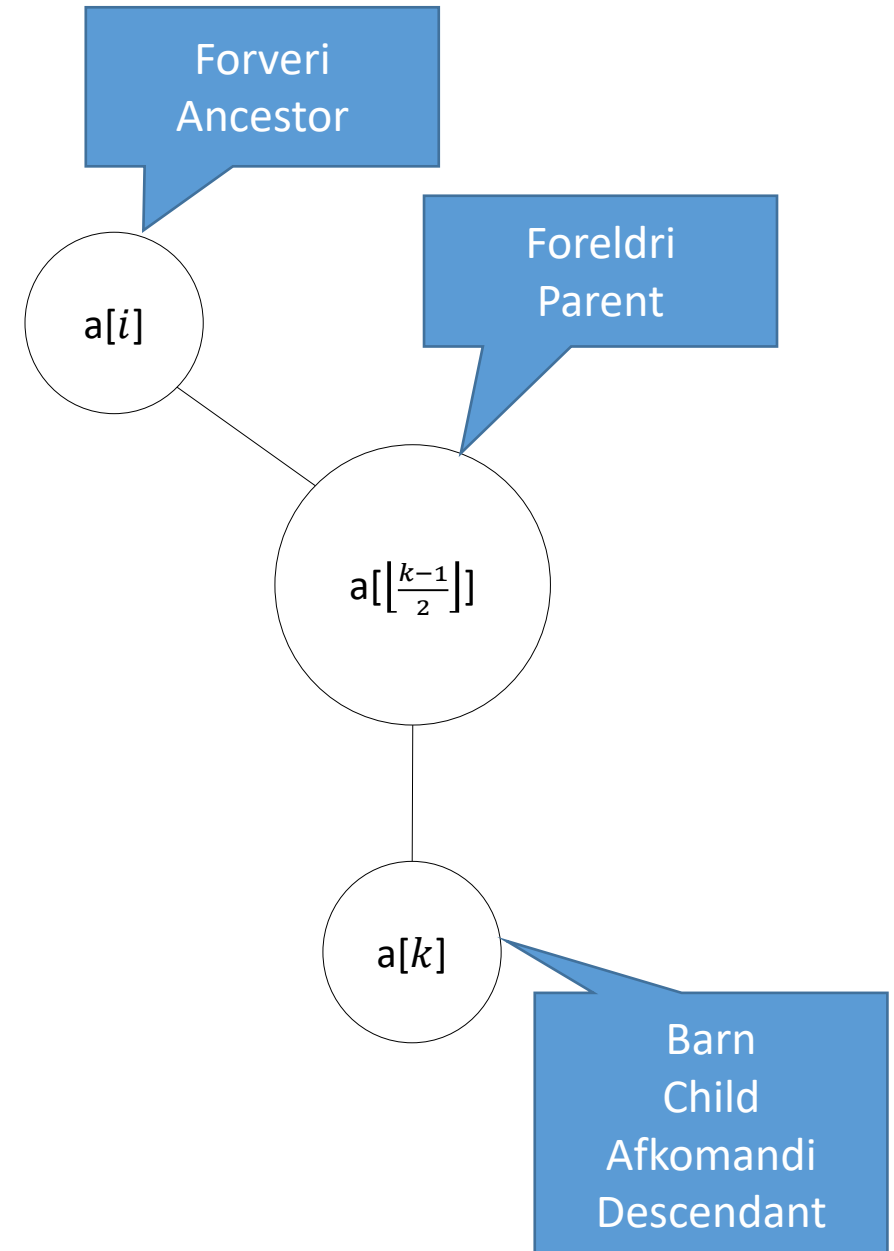 Forveri
Ancestor
Foreldri
Parent
a[𝑖]
a[⌊(𝑘−1)/2⌋]
a[𝑘]
Barn
Child
Afkomandi
Descendant